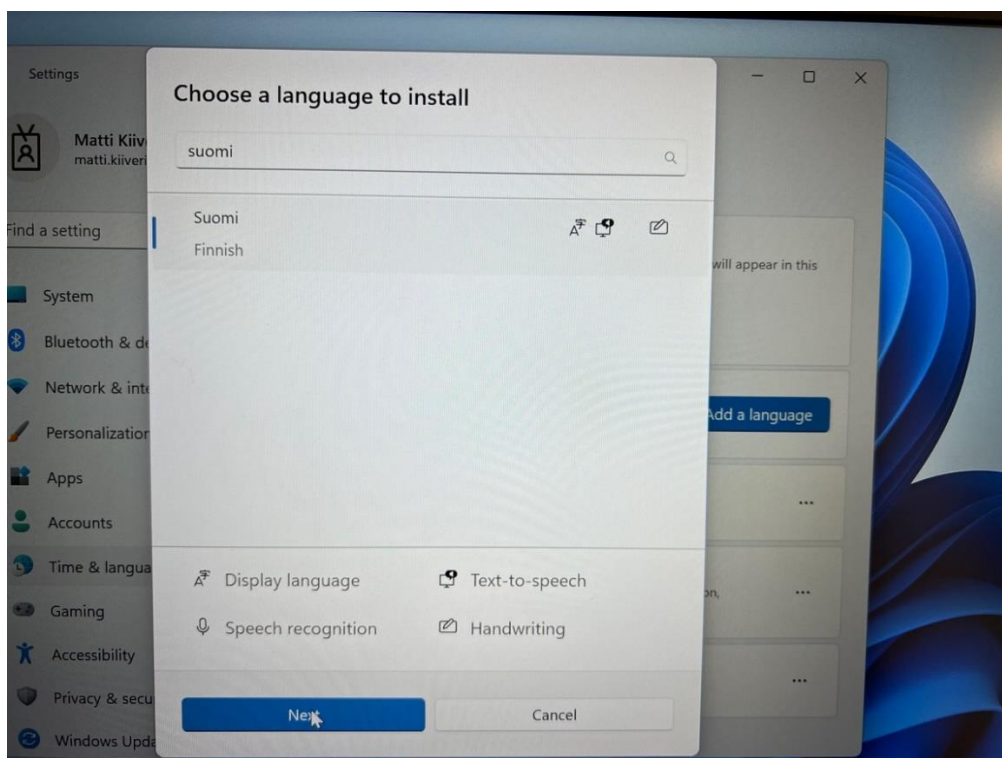 Settings
Matti Kiiv
matti.kiiveri
Find a setting
System
Bluetooth & de
Network & inte
Personalization
Apps
Accounts
Time & langua
Gaming
Accessibility
Privacy & secu
Windows Upda
Choose a language to install
suomi
Suomi
Finnish
Display language
Text-to-speech
Speech recognition
Handwriting
Next
Cancel
will appear in this
Add a language
on,